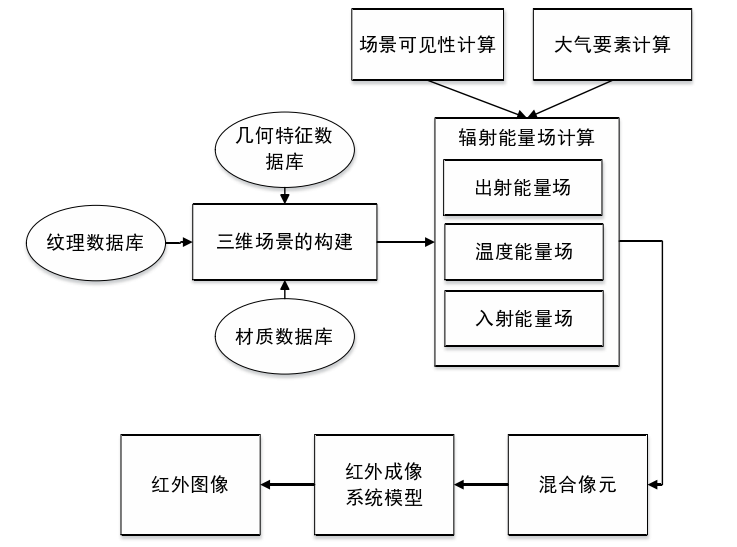 场景可见性计算
大气要素计算
几何特征数
据库
辐射能量场计算
出射能量场
纹理数据库
三维场景的构建
温度能量场
入射能量场
材质数据库
红外图像
红外成像
系统模型
混合像元